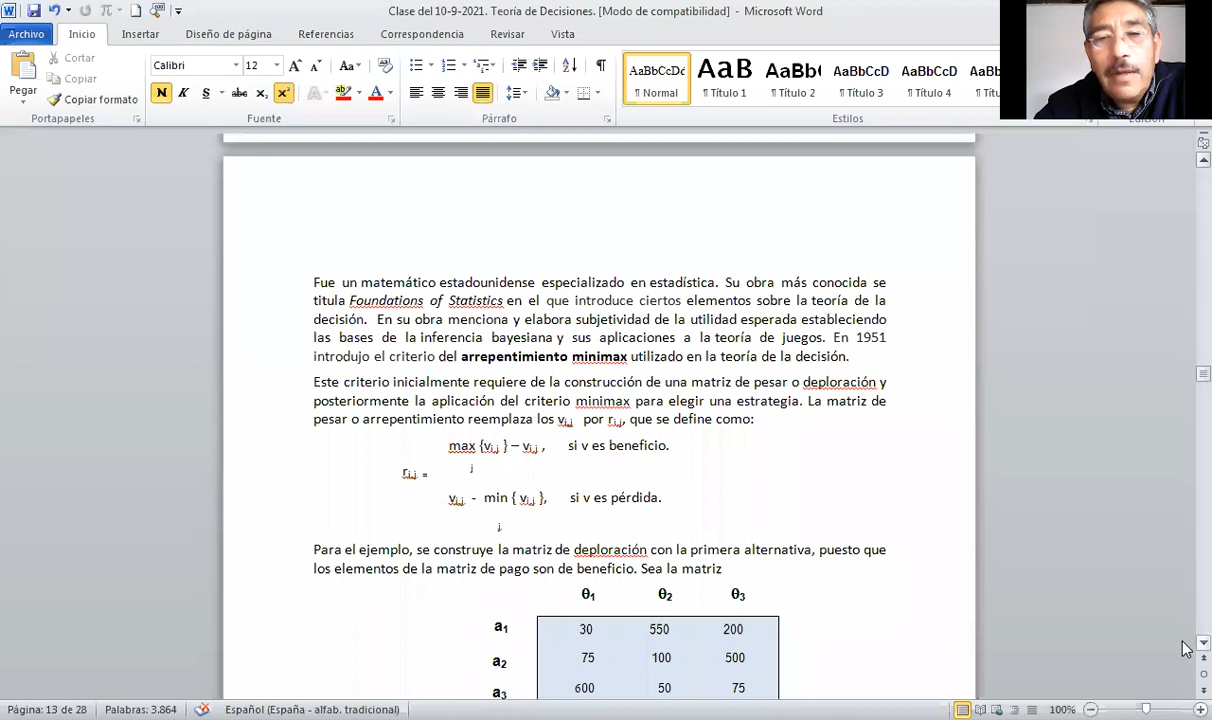 Clase del 10-9-2021. Teoría de Decisiones. [Modo de compatibilidad] - Microsoft Word
Archivo Inicio Insertar Diseño de página Referencias Correspondencia Revisar Vista
Pegar
Cortar
Copiar
Copiar formato
Portapapeles
Calibri 12
N K S abc x₂ x²
Fuente
Párrafo
AaBbCcDc AaB AaBb( AaBbCcD AaBbCcD AaB
¶ Normal ¶ Título 1 ¶ Título 2 ¶ Título 3 ¶ Título 4 ¶ Tít
Estilos
Fue un matemático estadounidense especializado en estadística. Su obra más conocida se
titula Foundations of Statistics en el que introduce ciertos elementos sobre la teoría de la
decisión. En su obra menciona y elabora subjetividad de la utilidad esperada estableciendo
las bases de la inferencia bayesiana y sus aplicaciones a la teoría de juegos. En 1951
introdujo el criterio del arrepentimiento minimax utilizado en la teoría de la decisión.
Este criterio inicialmente requiere de la construcción de una matriz de pesar o deploración y
posteriormente la aplicación del criterio minimax para elegir una estrategia. La matriz de
pesar o arrepentimiento reemplaza los vi,j por ri,j, que se define como:
max {vi,j } – vi,j , si v es beneficio.
j
ri,j =
vi,j - min { vi,j }, si v es pérdida.
j
Para el ejemplo, se construye la matriz de deploración con la primera alternativa, puesto que
los elementos de la matriz de pago son de beneficio. Sea la matriz
θ1 θ2 θ3
a1 30 550 200
a2 75 100 500
a3 600 50 75
Página: 13 de 28 Palabras: 3.864 Español (España - alfab. tradicional) 100%